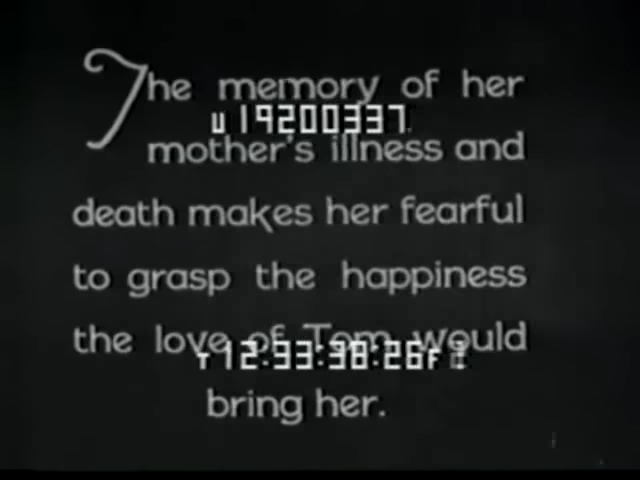 The memory of her
u19200337
mother's illness and
death makes her fearful
to grasp the happiness
the love of Tom would
12:33:38:26
bring her.